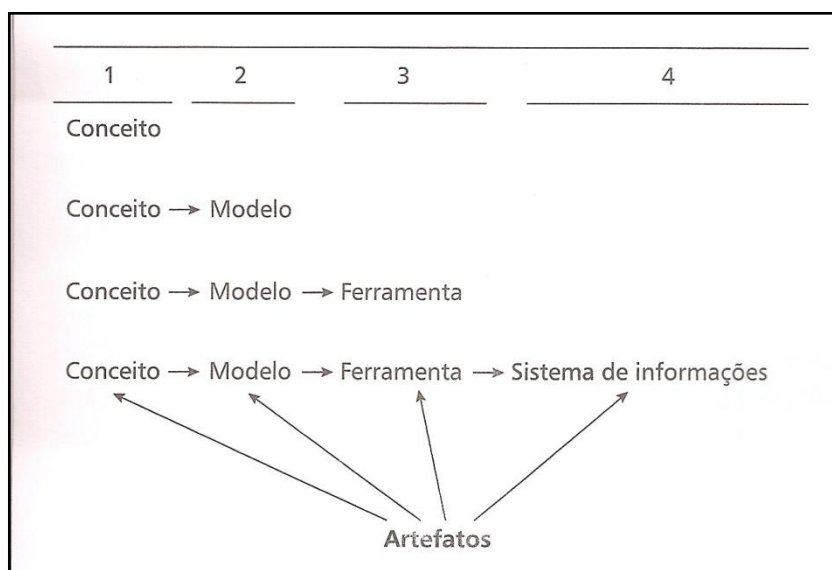 1 2 3 4
Conceito
Conceito → Modelo
Conceito → Modelo → Ferramenta
Conceito → Modelo → Ferramenta → Sistema de informações
Artefatos